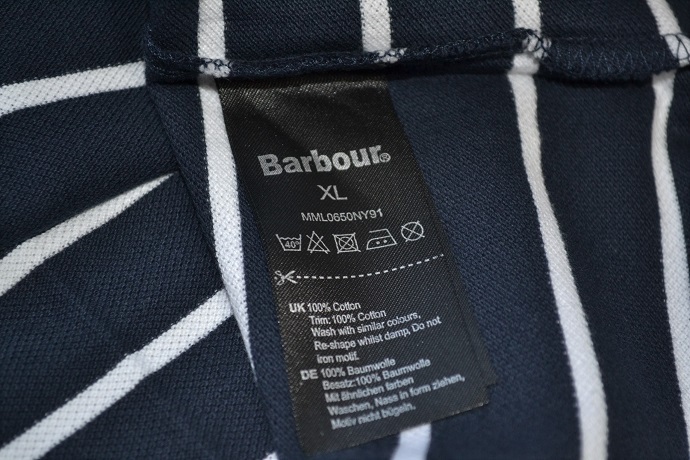 Barbour®
XL
MML0650NY91
40°
UK 100% Cotton
Trim: 100% Cotton
Wash with similar colours,
Re-shape whilst damp, Do not
iron motif.
DE 100% Baumwolle
Besatz:100% Baumwolle
Mit ähnlichen farben
Waschen, Nass in form ziehen,
Motiv nicht bügeln.